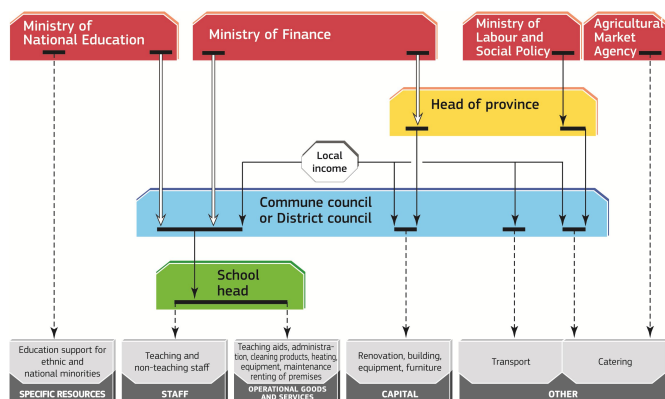 Ministry of
National Education
Ministry of Finance
Ministry of
Labour and
Social Policy
Agricultural
Market
Agency
Head of province
Local
income
Commune council
or District council
School
head
Education support for
ethnic and
national minorities
Teaching and
non-teaching staff
Teaching aids, administra-
tion, cleaning products, heating,
equipment, maintenance
renting of premises
Renovation, building,
equipment, furniture
Transport
Catering
SPECIFIC RESOURCES
STAFF
OPERATIONAL GOODS
AND SERVICES
CAPITAL
OTHER